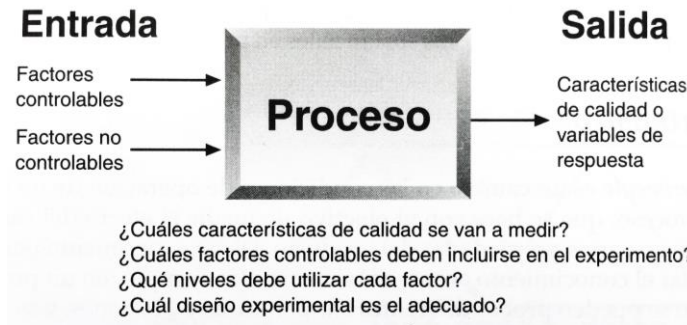 Entrada
Salida
Factores
controlables
Factores no
controlables
Proceso
Características
de calidad o
variables de
respuesta
¿Cuáles características de calidad se van a medir?
¿Cuáles factores controlables deben incluirse en el experimento?
¿Qué niveles debe utilizar cada factor?
¿Cuál diseño experimental es el adecuado?